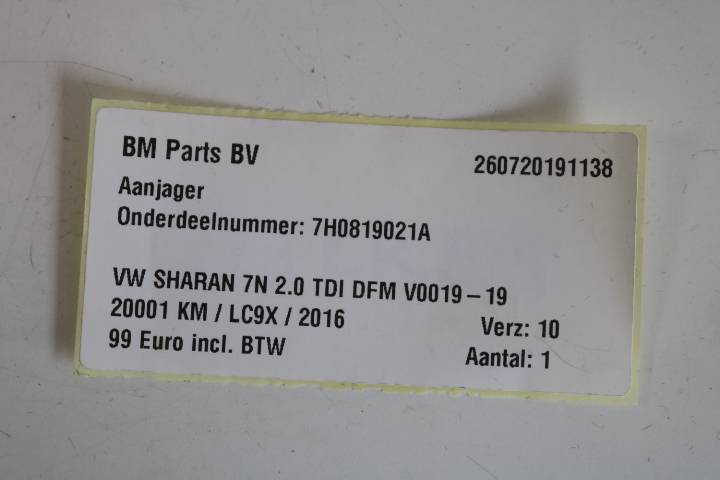 BM Parts BV 260720191138
Aanjager
Onderdeelnummer: 7H0819021A
VW SHARAN 7N 2.0 TDI DFM V0019-19
20001 KM / LC9X / 2016 Verz: 10
99 Euro incl. BTW Aantal: 1